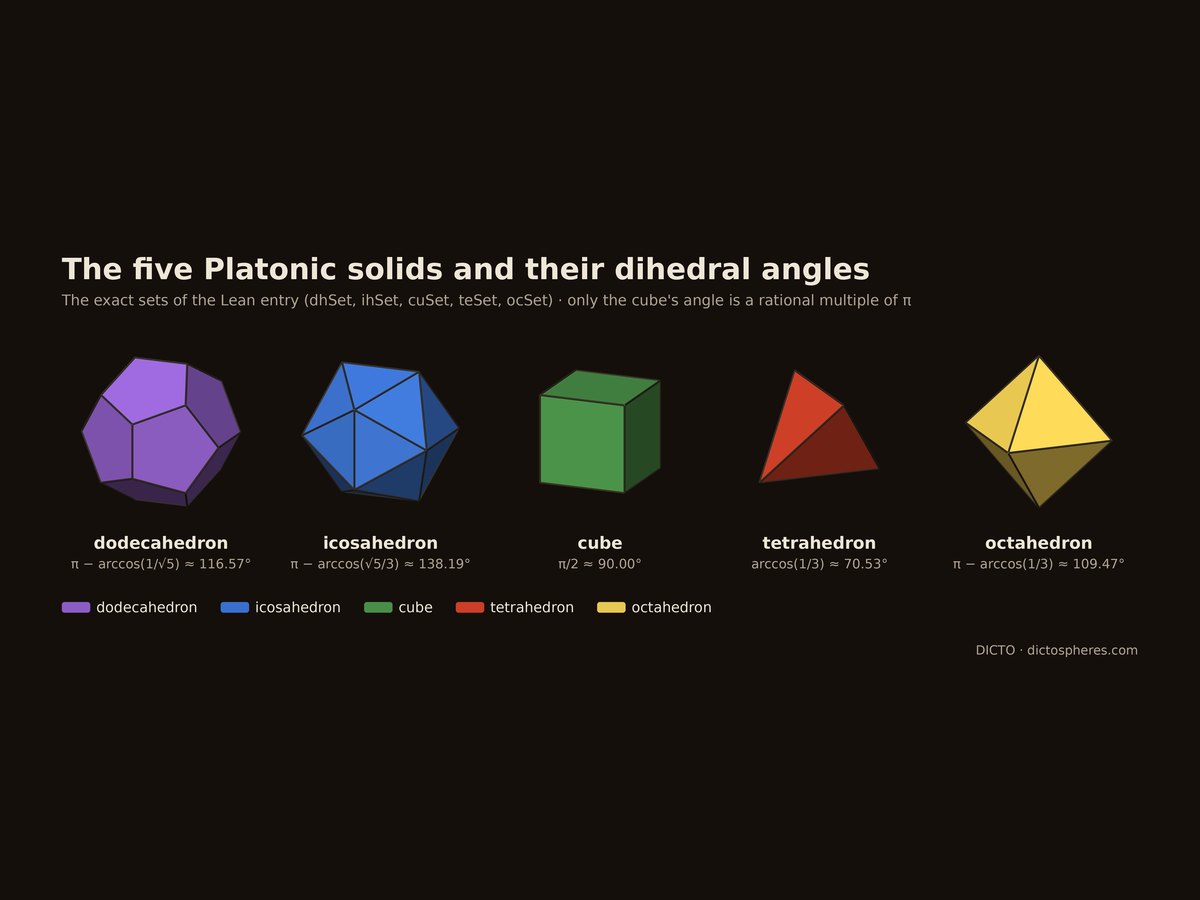 The five Platonic solids and their dihedral angles
The exact sets of the Lean entry (dhSet, ihSet, cuSet, teSet, ocSet) · only the cube's angle is a rational multiple of π
dodecahedron
π − arccos(1/√5) ≈ 116.57°
icosahedron
π − arccos(√5/3) ≈ 138.19°
cube
π/2 ≈ 90.00°
tetrahedron
arccos(1/3) ≈ 70.53°
octahedron
π − arccos(1/3) ≈ 109.47°
dodecahedron icosahedron cube tetrahedron octahedron
DICTO · dictospheres.com